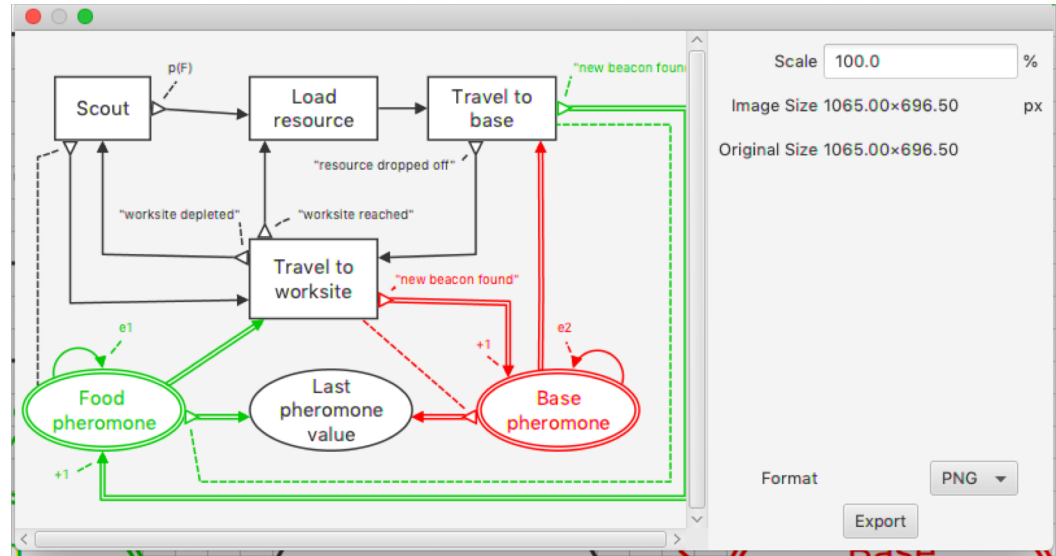 p(F)
"new beacon foun
Scout
Load
resource
Travel to
base
"resource dropped off"
"worksite depleted"
"worksite reached"
Travel to
worksite
"new beacon found"
e1
+1
e2
Food
pheromone
Last
pheromone
value
Base
pheromone
+1
Scale 100.0 %
Image Size 1065.00×696.50 px
Original Size 1065.00×696.50
Format PNG
Export
Base